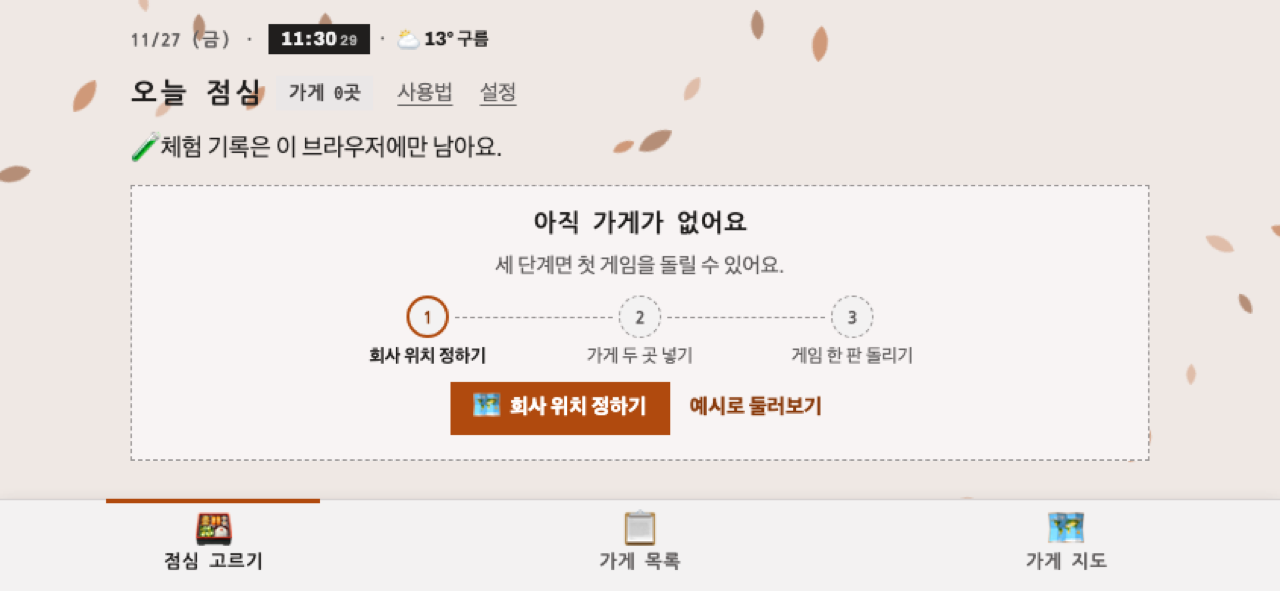 11/27 (금) · 11:30 29 · 13° 구름
오늘 점심 가게 0곳 사용법 설정
체험 기록은 이 브라우저에만 남아요.
아직 가게가 없어요
세 단계면 첫 게임을 돌릴 수 있어요.
1 2 3
회사 위치 정하기 가게 두 곳 넣기 게임 한 판 돌리기
회사 위치 정하기 예시로 둘러보기
점심 고르기 가게 목록 가게 지도